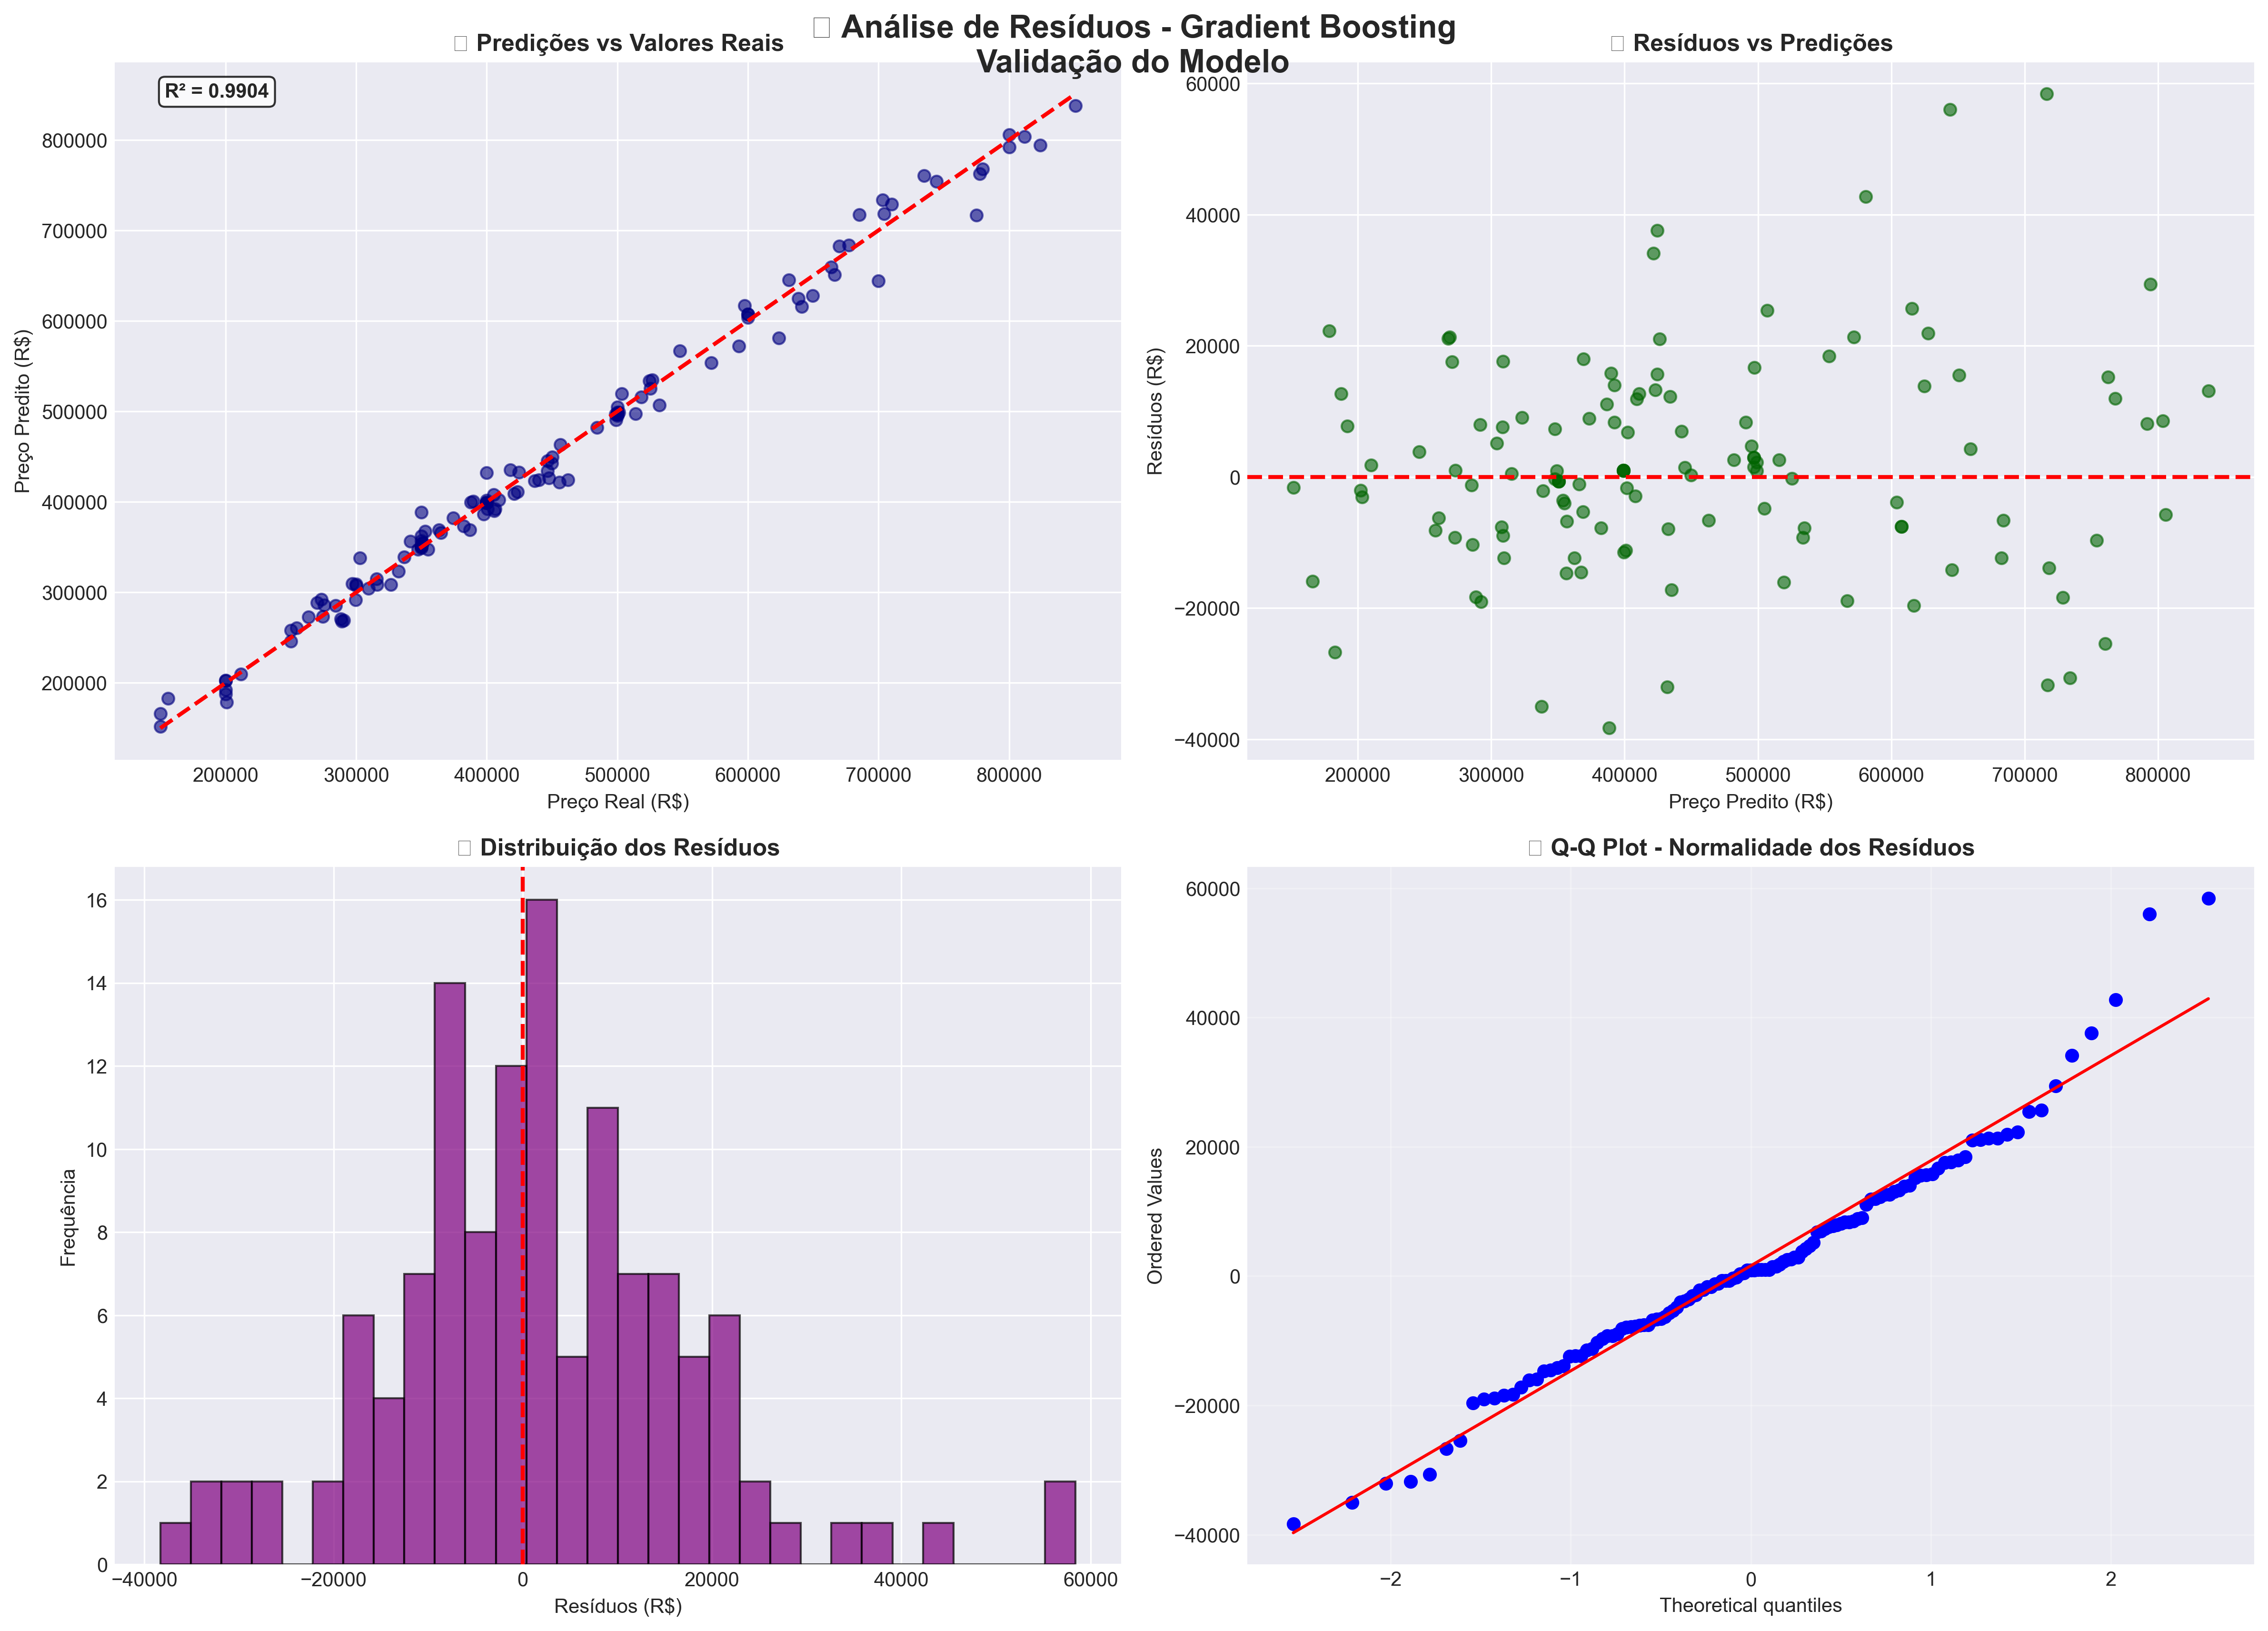 Análise de Resíduos - Gradient Boosting
Validação do Modelo
Predições vs Valores Reais
R² = 0.9904
800000
700000
600000
500000
400000
300000
200000
Preço Predito (R$)
200000 300000 400000 500000 600000 700000 800000
Preço Real (R$)
Resíduos vs Predições
60000
40000
20000
0
−20000
−40000
Resíduos (R$)
200000 300000 400000 500000 600000 700000 800000
Preço Predito (R$)
Distribuição dos Resíduos
16
14
12
10
8
6
4
2
0
Frequência
−40000 −20000 0 20000 40000 60000
Resíduos (R$)
Q-Q Plot - Normalidade dos Resíduos
60000
40000
20000
0
−20000
−40000
Ordered Values
−2 −1 0 1 2
Theoretical quantiles